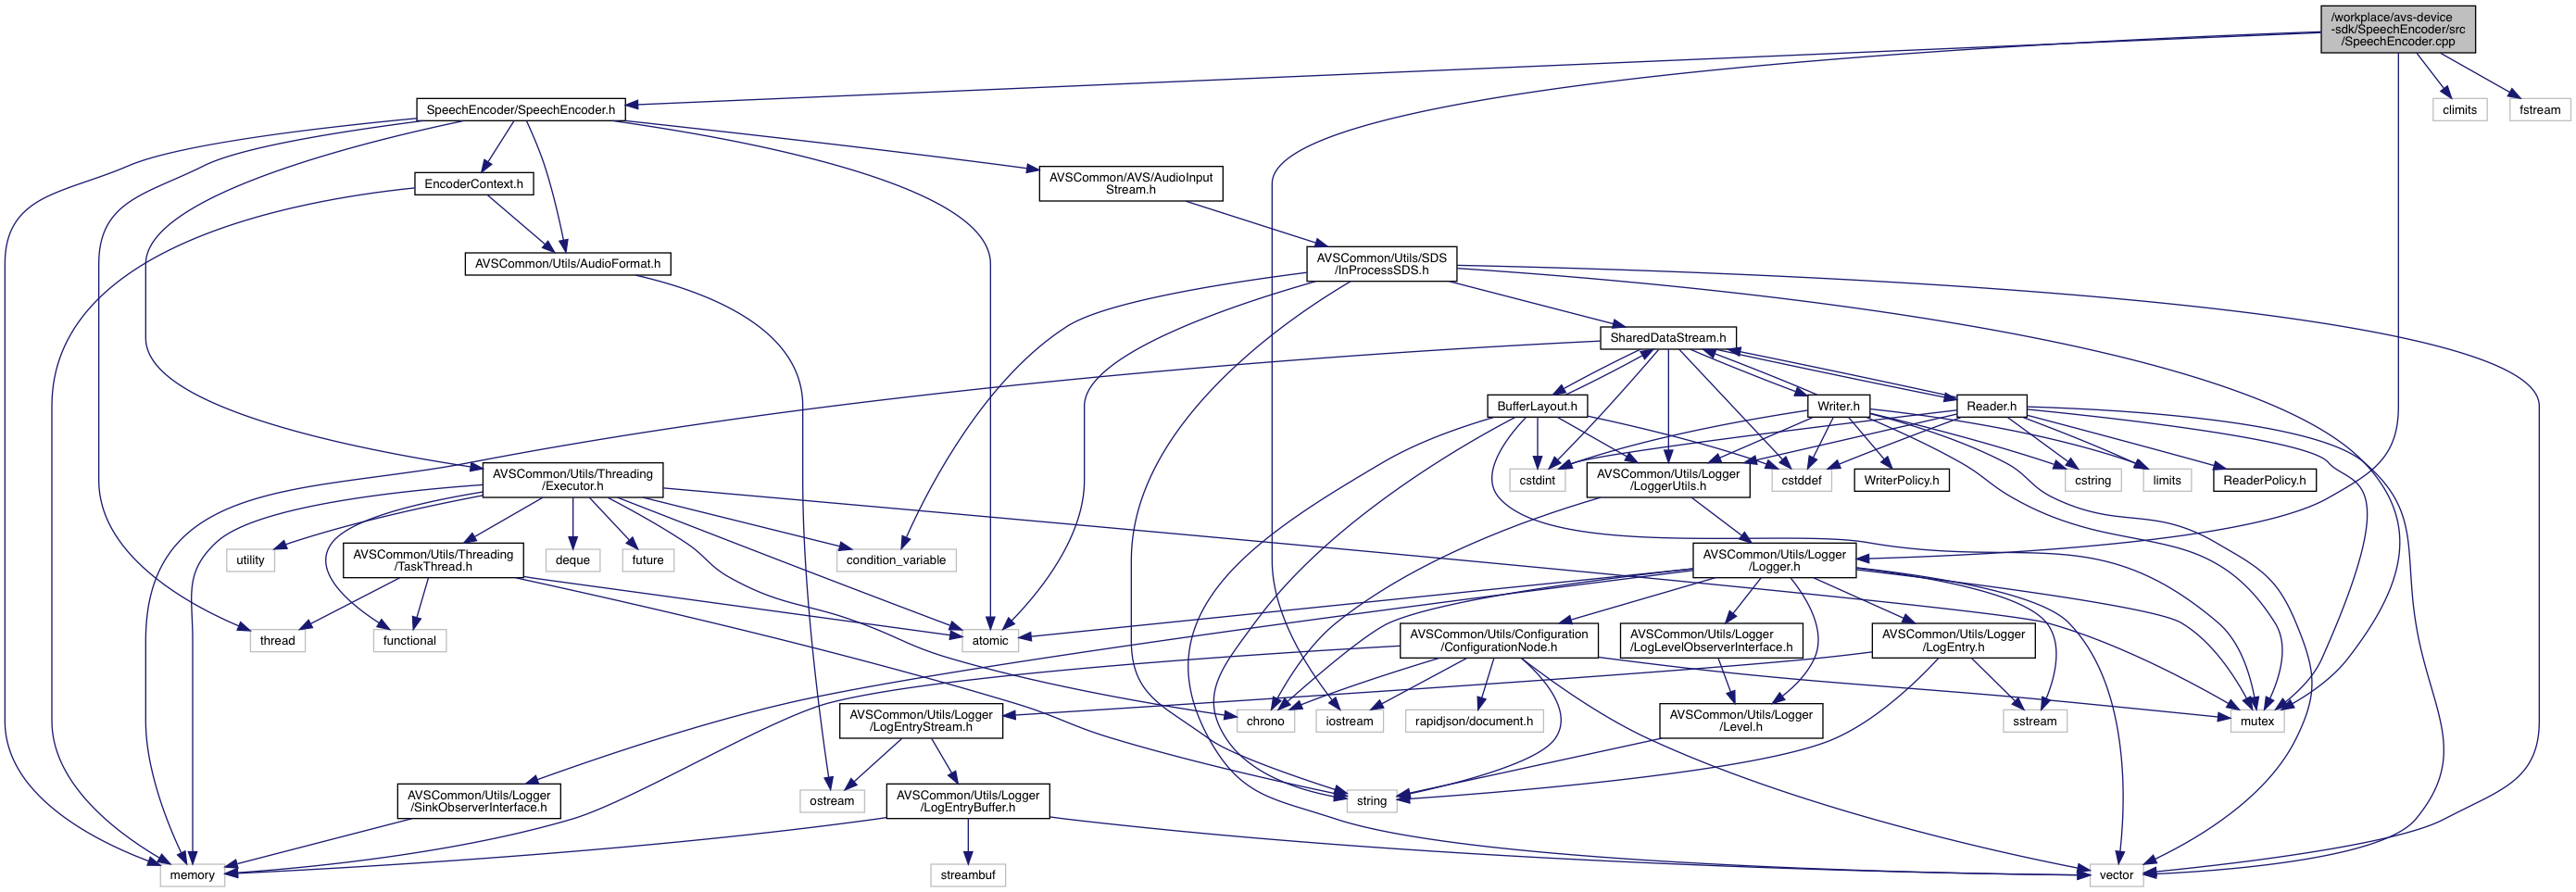 /workplace/avs-device
-sdk/SpeechEncoder/src
/SpeechEncoder.cpp
SpeechEncoder/SpeechEncoder.h
climits
fstream
EncoderContext.h
AVSCommon/AVS/AudioInput
Stream.h
AVSCommon/Utils/AudioFormat.h
AVSCommon/Utils/SDS
/InProcessSDS.h
SharedDataStream.h
BufferLayout.h
Writer.h
Reader.h
AVSCommon/Utils/Threading
/Executor.h
cstdint
AVSCommon/Utils/Logger
/LoggerUtils.h
cstddef
WriterPolicy.h
cstring
limits
ReaderPolicy.h
utility
AVSCommon/Utils/Threading
/TaskThread.h
deque
future
condition_variable
AVSCommon/Utils/Logger
/Logger.h
thread
functional
atomic
AVSCommon/Utils/Configuration
/ConfigurationNode.h
AVSCommon/Utils/Logger
/LogLevelObserverInterface.h
AVSCommon/Utils/Logger
/LogEntry.h
AVSCommon/Utils/Logger
/LogEntryStream.h
chrono
iostream
rapidjson/document.h
AVSCommon/Utils/Logger
/Level.h
sstream
mutex
AVSCommon/Utils/Logger
/SinkObserverInterface.h
ostream
AVSCommon/Utils/Logger
/LogEntryBuffer.h
string
memory
streambuf
vector